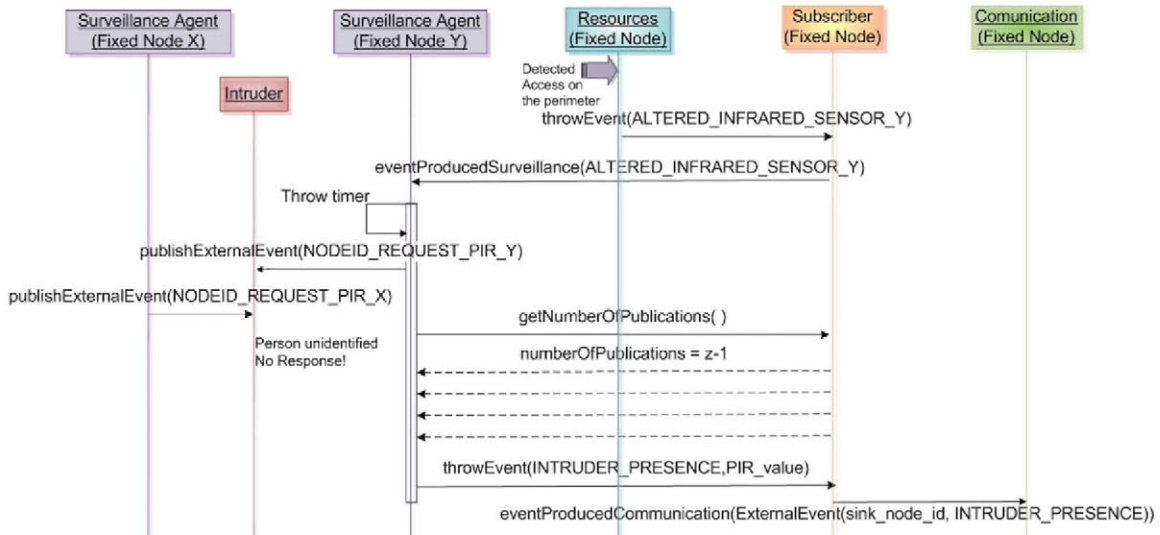 Surveillance Agent
(Fixed Node X)
Surveillance Agent
(Fixed Node Y)
Resources
(Fixed Node)
Subscriber
(Fixed Node)
Comunication
(Fixed Node)
Intruder
Detected
Access on
the perimeter
throwEvent(ALTERED_INFRARED_SENSOR_Y)
eventProducedSurveillance(ALTERED_INFRARED_SENSOR_Y)
Throw timer
publishExternalEvent(NODEID_REQUEST_PIR_Y)
publishExternalEvent(NODEID_REQUEST_PIR_X)
getNumberOfPublications( )
Person unidentified
No Response!
numberOfPublications = z-1
throwEvent(INTRUDER_PRESENCE,PIR_value)
eventProducedCommunication(ExternalEvent(sink_node_id, INTRUDER_PRESENCE))